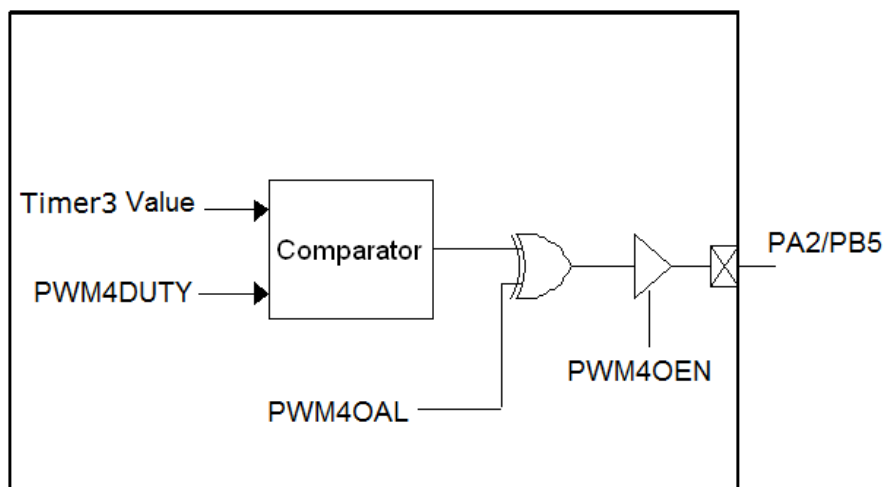 Timer3 Value
Comparator
PA2/PB5
PWM4DUTY
PWM4OEN
PWM4OAL